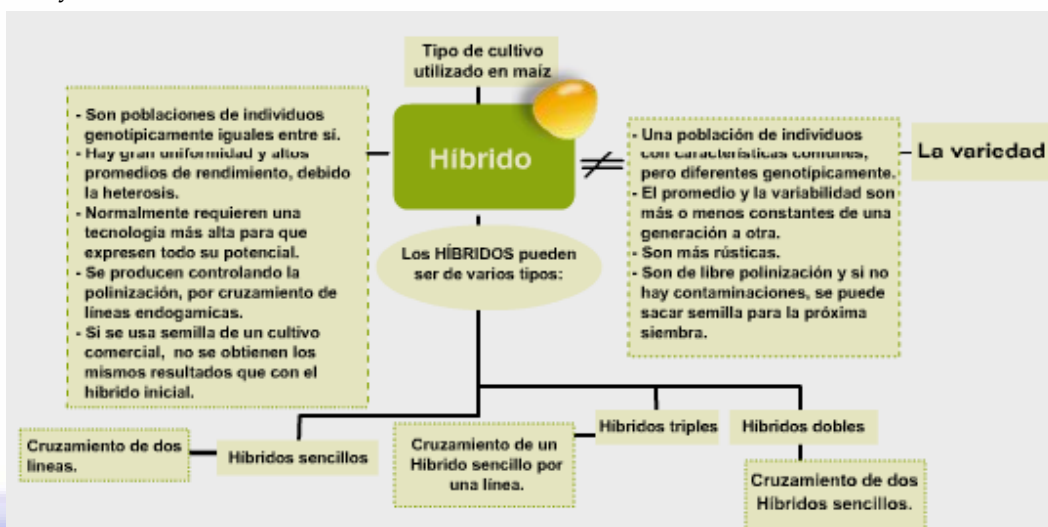 Tipo de cultivo
utilizado en maíz
Híbrido
- Son poblaciones de individuos
genotípicamente iguales entre sí.
- Hay gran uniformidad y altos
promedios de rendimiento, debido
la heterosis.
- Normalmente requieren una
tecnología más alta para que
expresen todo su potencial.
- Se producen controlando la
polinización, por cruzamiento de
líneas endogamicas.
- Si se usa semilla de un cultivo
comercial, no se obtienen los
mismos resultados que con el
híbrido inicial.
≠
- Una población de individuos
con características comunes,
pero diferentes genotípicamente.
- El promedio y la variabilidad son
más o menos constantes de una
generación a otra.
- Son más rústicas.
- Son de libre polinización y si no
hay contaminaciones, se puede
sacar semilla para la próxima
siembra.
La variedad
Los HÍBRIDOS pueden
ser de varios tipos:
Cruzamiento de dos
líneas.
Híbridos sencillos
Cruzamiento de un
Híbrido sencillo por
una línea.
Híbridos triples
Híbridos dobles
Cruzamiento de dos
Híbridos sencillos.